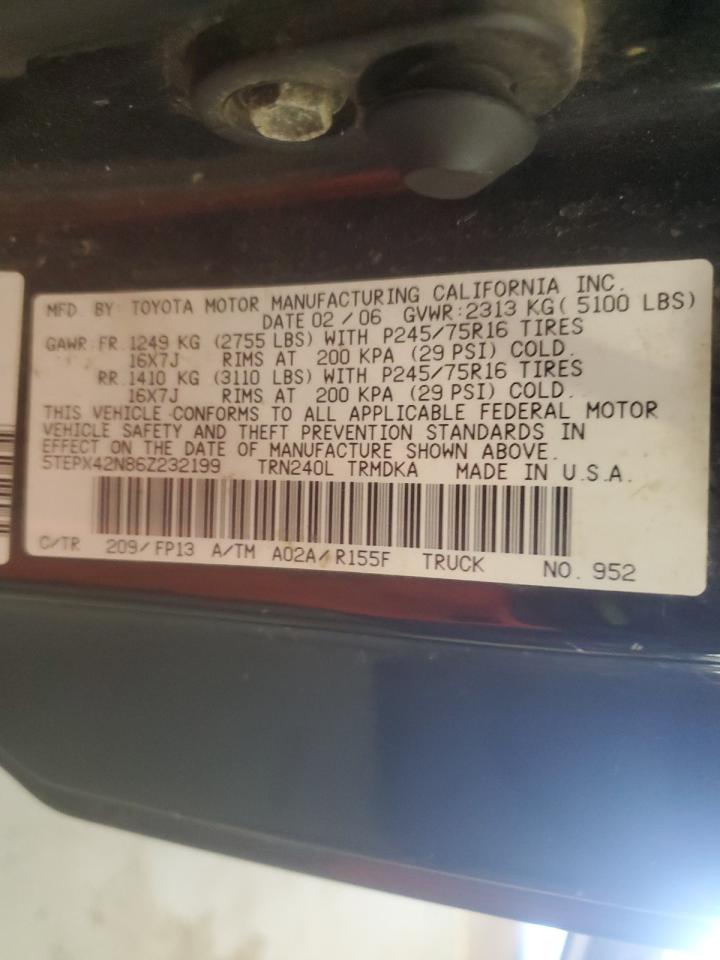 MFD. BY: TOYOTA MOTOR MANUFACTURING CALIFORNIA INC.
DATE 02 / 06 GVWR: 2313 KG ( 5100 LBS)
GAWR: FR. 1249 KG (2755 LBS) WITH P245/75R16 TIRES
16X7J RIMS AT 200 KPA (29 PSI) COLD.
RR. 1410 KG (3110 LBS) WITH P245/75R16 TIRES
16X7J RIMS AT 200 KPA (29 PSI) COLD.
THIS VEHICLE CONFORMS TO ALL APPLICABLE FEDERAL MOTOR
VEHICLE SAFETY AND THEFT PREVENTION STANDARDS IN
EFFECT ON THE DATE OF MANUFACTURE SHOWN ABOVE.
5TEPX42N86Z232199 TRN240L TRMDKA MADE IN U.S.A.
C/TR 209/ FP13 A/TM A02A/ R155F TRUCK NO. 952